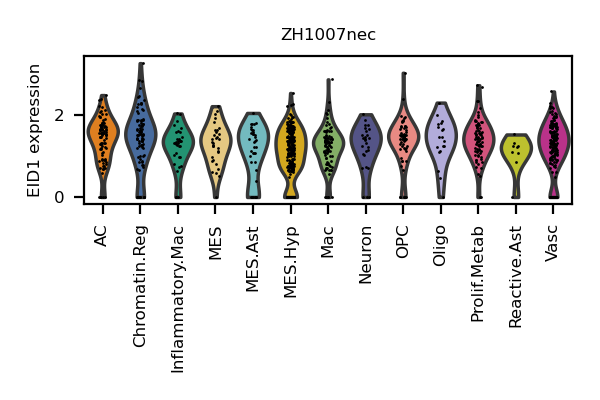 ZH1007nec
EID1 expression
2
0
AC
Chromatin.Reg
Inflammatory.Mac
MES
MES.Ast
MES.Hyp
Mac
Neuron
OPC
Oligo
Prolif.Metab
Reactive.Ast
Vasc